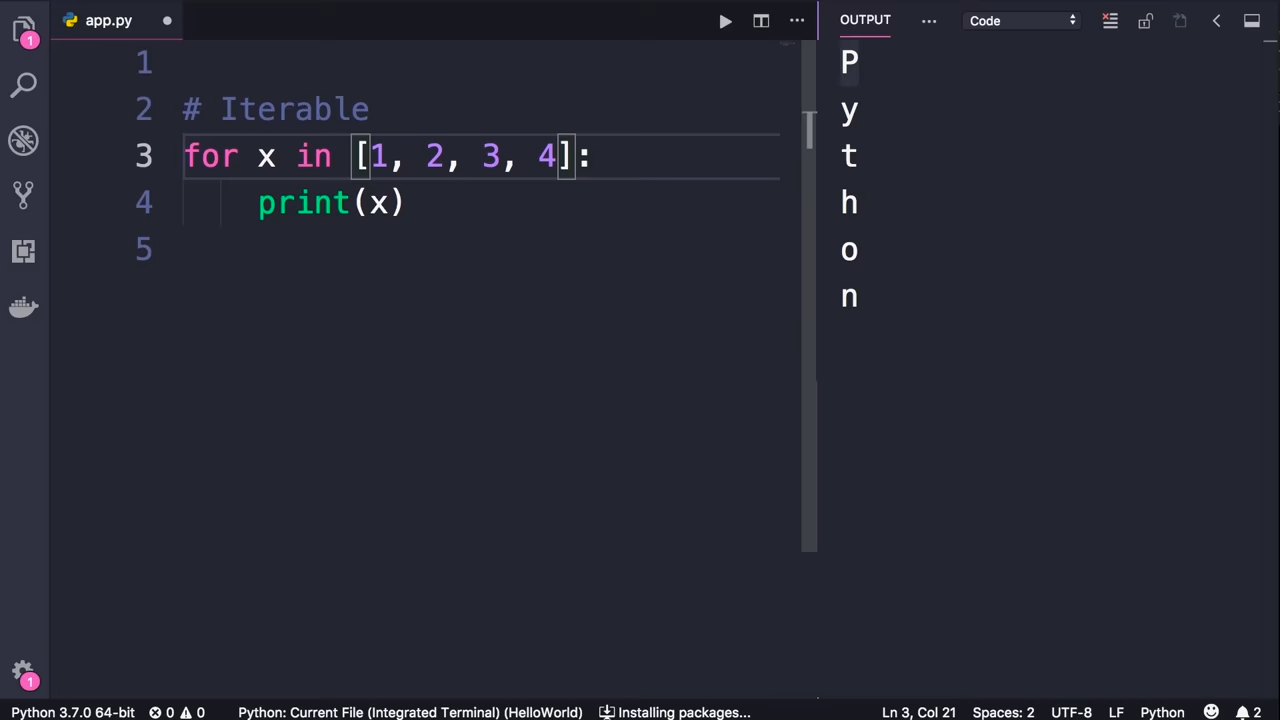 app.py
OUTPUT
Code
1
1
2 # Iterable
3 for x in [1, 2, 3, 4]:
4 print(x)
5
P
y
t
h
o
n
1
Python 3.7.0 64-bit 0 0 Python: Current File (Integrated Terminal) (HelloWorld) Installing packages... Ln 3, Col 21 Spaces: 2 UTF-8 LF Python 2